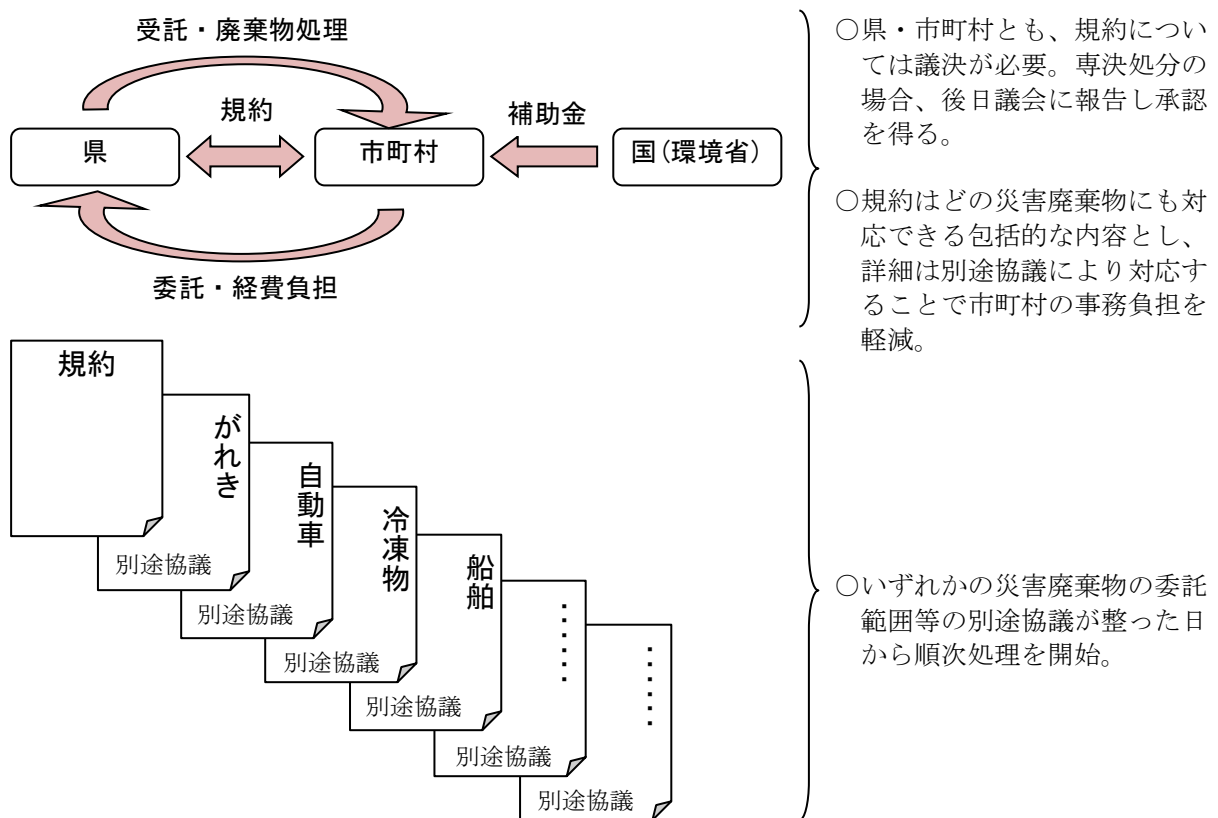 受託・廃棄物処理
規約
補助金
県
市町村
国(環境省)
委託・経費負担
○県・市町村とも、規約につい
ては議決が必要。専決処分の
場合、後日議会に報告し承認
を得る。
○規約はどの災害廃棄物にも対
応できる包括的な内容とし、
詳細は別途協議により対応す
ることで市町村の事務負担を
軽減。
規約
がれき
別途協議
自動車
別途協議
冷凍物
別途協議
船舶
別途協議
・・・・・・
別途協議
・・・・・・
別途協議
○いずれかの災害廃棄物の委託
範囲等の別途協議が整った日
から順次処理を開始。